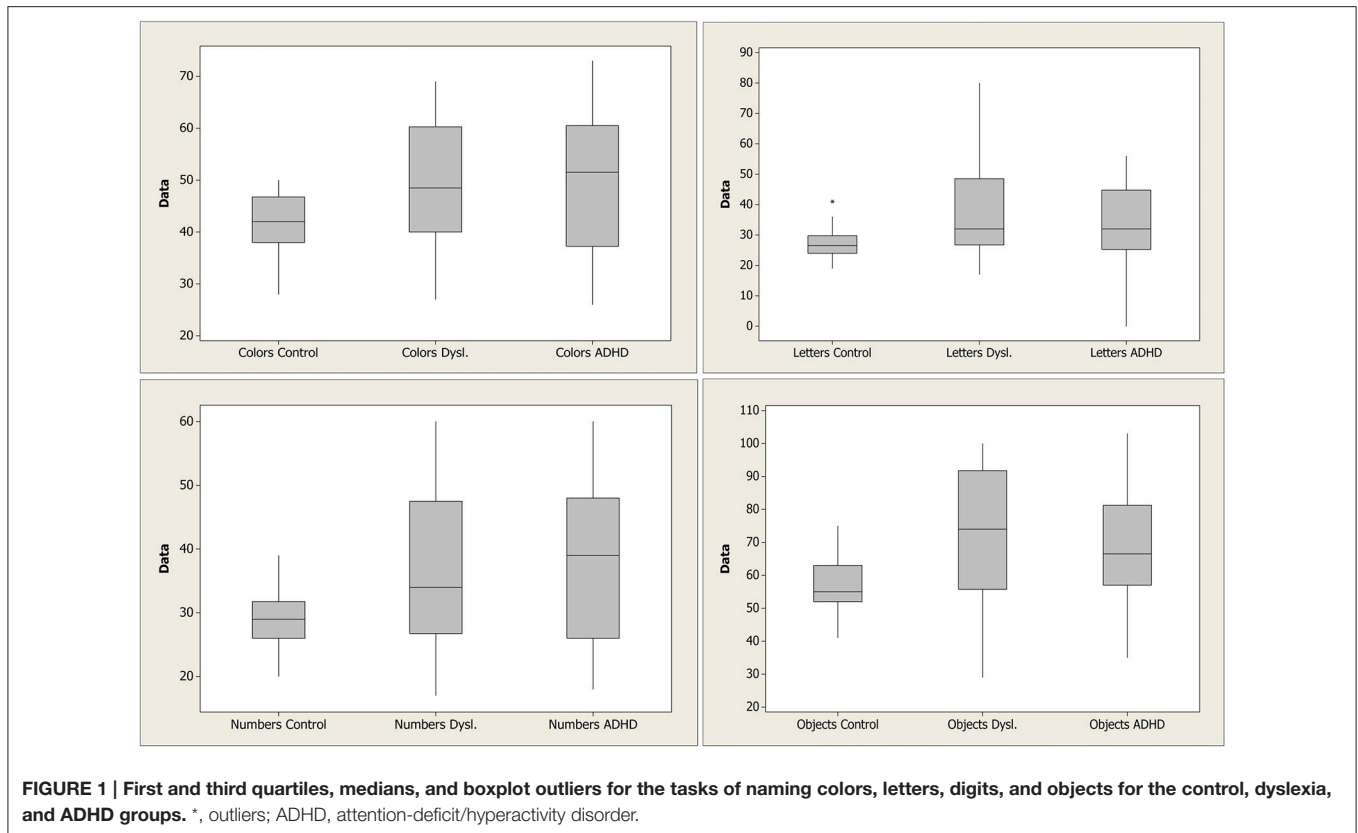 70
60
50
40
30
20
Data
Colors Control
Colors Dysl.
Colors ADHD
90
80
70
60
50
40
30
20
10
0
Data
*
Letters Control
Letters Dysl.
Letters ADHD
60
50
40
30
20
Data
Numbers Control
Numbers Dysl.
Numbers ADHD
110
100
90
80
70
60
50
40
30
20
Data
Objects Control
Objects Dysl.
Objects ADHD
FIGURE 1 | First and third quartiles, medians, and boxplot outliers for the tasks of naming colors, letters, digits, and objects for the control, dyslexia,
and ADHD groups. *, outliers; ADHD, attention-deficit/hyperactivity disorder.